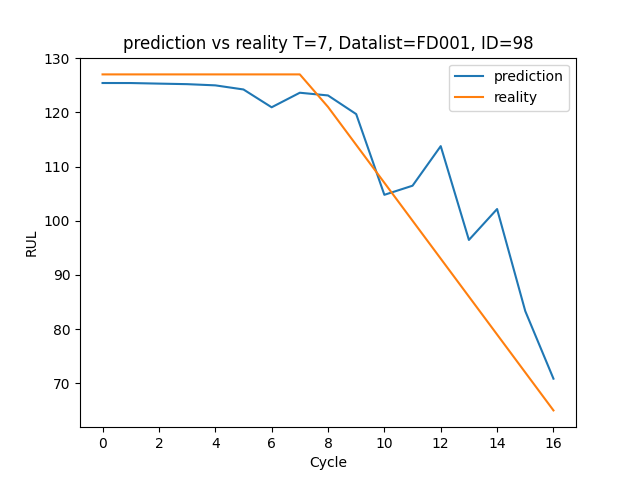 prediction vs reality T=7, Datalist=FD001, ID=98
prediction
reality
RUL
130
120
110
100
90
80
70
0 2 4 6 8 10 12 14 16
Cycle